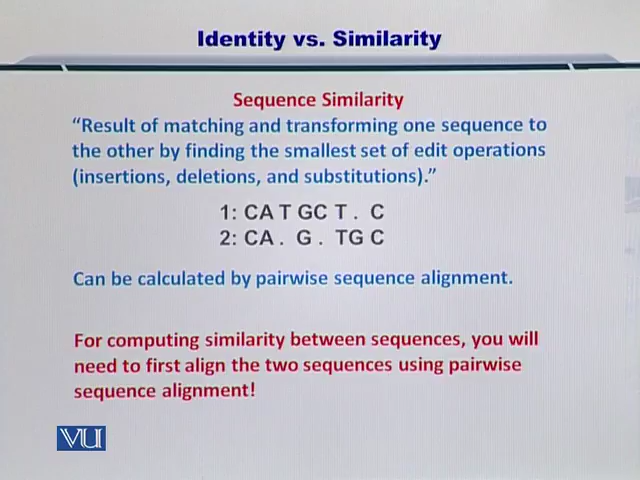 Identity vs. Similarity
Sequence Similarity
“Result of matching and transforming one sequence to
the other by finding the smallest set of edit operations
(insertions, deletions, and substitutions).”
1: CA T GC T . C
2: CA . G . TG C
Can be calculated by pairwise sequence alignment.
For computing similarity between sequences, you will
need to first align the two sequences using pairwise
sequence alignment!
VU